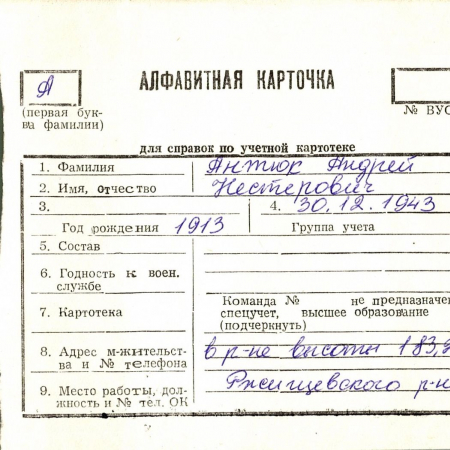 А
АЛФАВИТНАЯ КАРТОЧКА
(первая бук-
ва фамилии)
№ ВУС
для справок по учетной картотеке
1. Фамилия Антюх Андрей
2. Имя, отчество Нестерович
3. 4. 30.12.1943
Год рождения 1913 Группа учета
5. Состав
6. Годность к воен.
службе
7. Картотека
Команда № не предназначен
спецучет, высшее образование
(подчеркнуть)
8. Адрес м-жительст-
ва и № телефона
в р-не высоты 183,
9. Место работы, дол-
жность и № тел. ОК
Ржищевского р-н